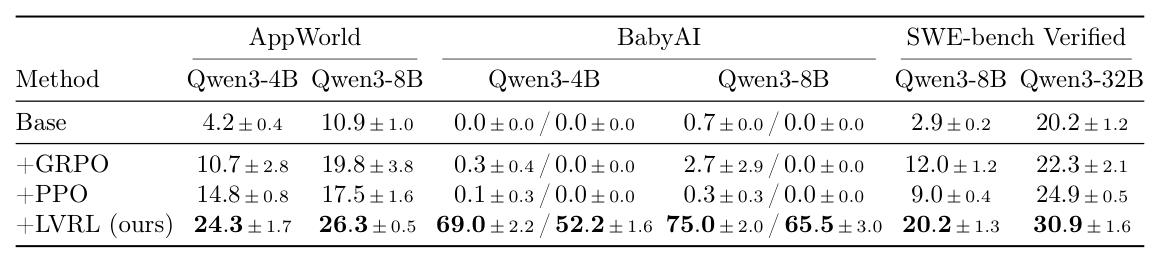 AppWorld BabyAI SWE-bench Verified
Method Qwen3-4B Qwen3-8B Qwen3-4B Qwen3-8B Qwen3-8B Qwen3-32B
Base 4.2 ± 0.4 10.9 ± 1.0 0.0 ± 0.0 / 0.0 ± 0.0 0.7 ± 0.0 / 0.0 ± 0.0 2.9 ± 0.2 20.2 ± 1.2
+GRPO 10.7 ± 2.8 19.8 ± 3.8 0.3 ± 0.4 / 0.0 ± 0.0 2.7 ± 2.9 / 0.0 ± 0.0 12.0 ± 1.2 22.3 ± 2.1
+PPO 14.8 ± 0.8 17.5 ± 1.6 0.1 ± 0.3 / 0.0 ± 0.0 0.3 ± 0.3 / 0.0 ± 0.0 9.0 ± 0.4 24.9 ± 0.5
+LVRL (ours) 24.3 ± 1.7 26.3 ± 0.5 69.0 ± 2.2 / 52.2 ± 1.6 75.0 ± 2.0 / 65.5 ± 3.0 20.2 ± 1.3 30.9 ± 1.6